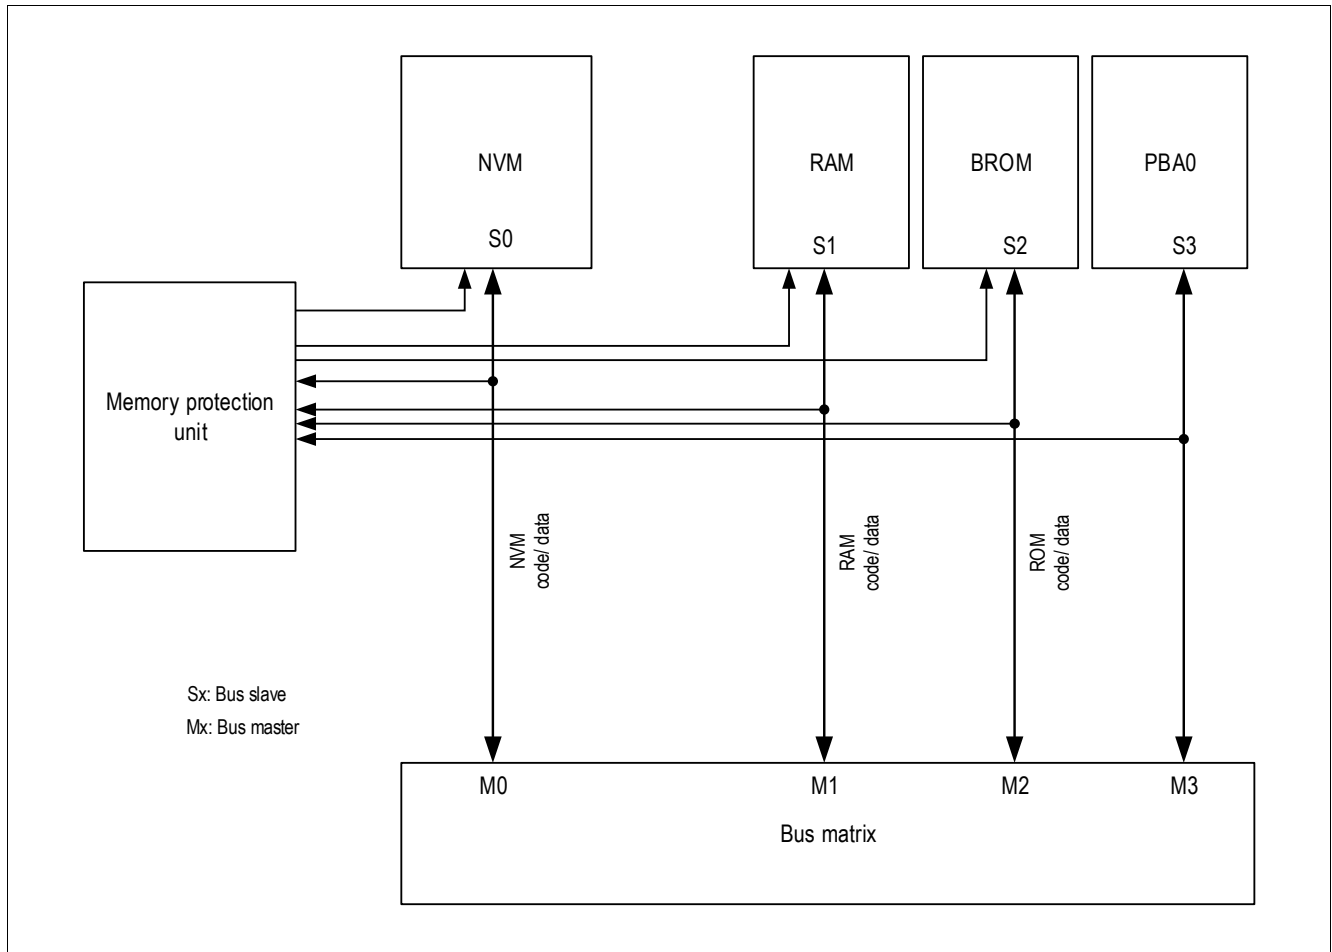 NVM
RAM
BROM
PBA0
S0
S1
S2
S3
Memory protection
unit
NVM
code/ data
RAM
code/ data
ROM
code/ data
Sx: Bus slave
Mx: Bus master
M0
M1
M2
M3
Bus matrix